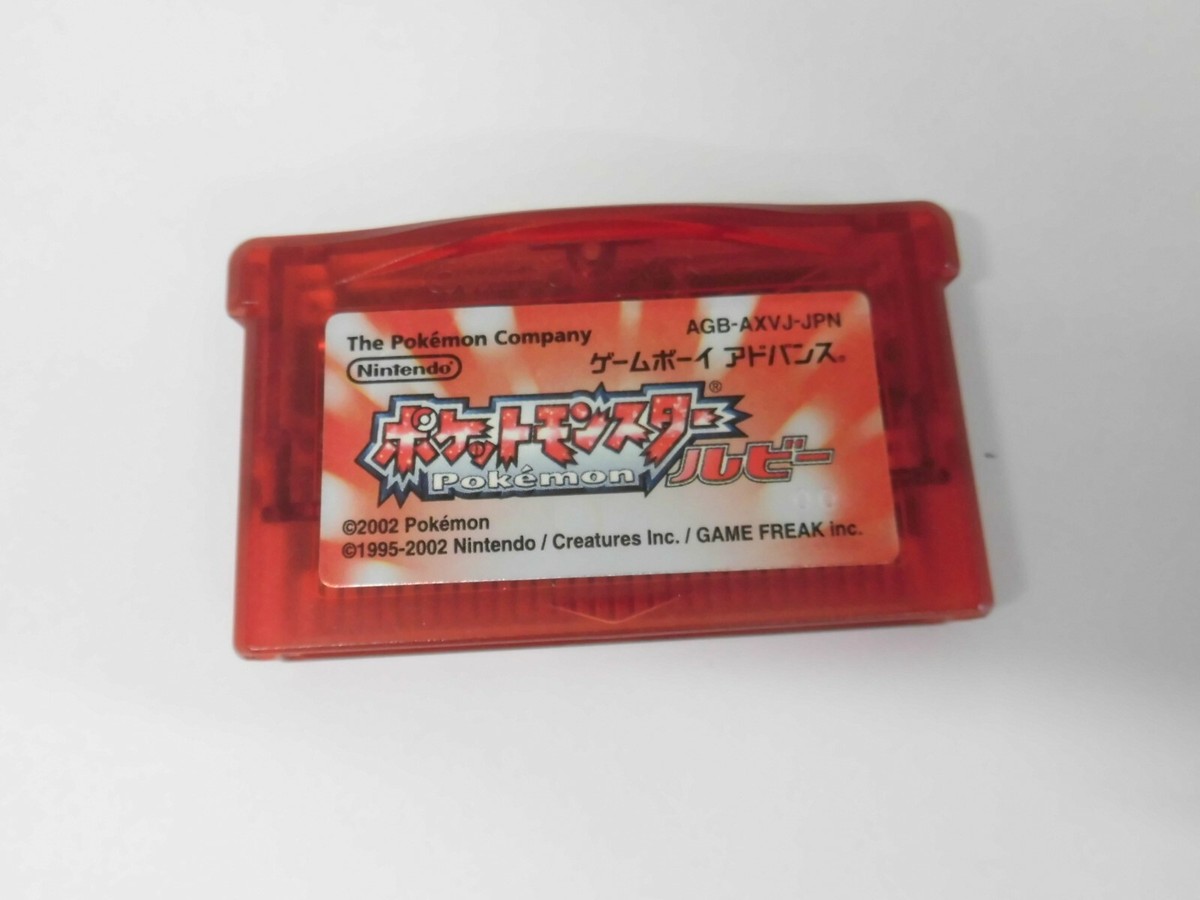 The Pokémon Company
AGB-AXVJ-JPN
Nintendo®
ゲームボーイ アドバンス®
ポケットモンスター®
Pokémon
ルビー
©2002 Pokémon
©1995-2002 Nintendo / Creatures Inc. / GAME FREAK inc.